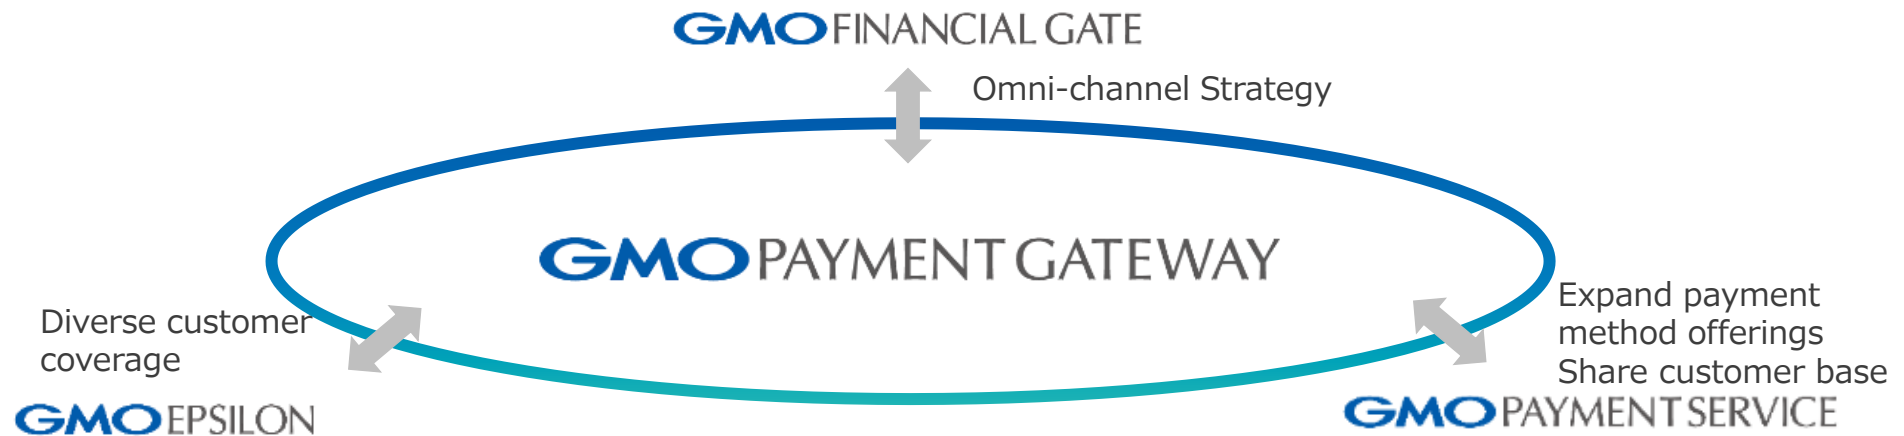 GMO FINANCIAL GATE
Omni-channel Strategy
GMO PAYMENT GATEWAY
Diverse customer
coverage
GMO EPSILON
Expand payment
method offerings
Share customer base
GMO PAYMENT SERVICE